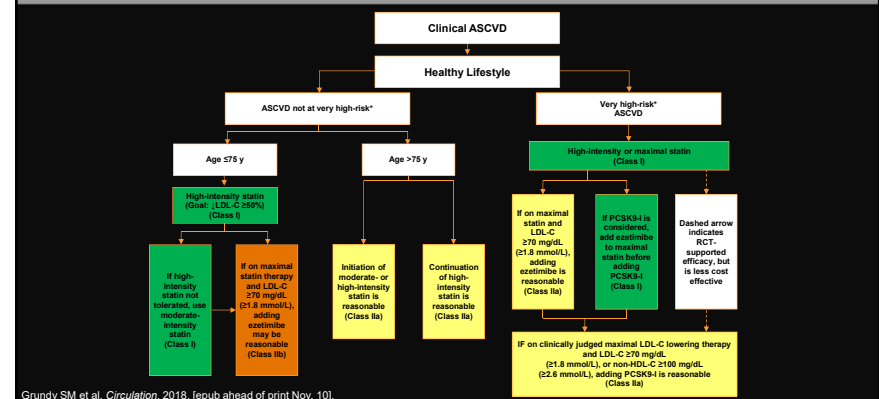 Clinical ASCVD
Healthy Lifestyle
ASCVD not at very high-risk*
Very high-risk*
ASCVD
Age ≤75 y
Age >75 y
High-intensity or maximal statin
(Class I)
High-intensity statin
(Goal: ↓LDL-C ≥50%)
(Class I)
If high-
intensity
statin not
tolerated, use
moderate-
intensity
statin
(Class I)
If on maximal
statin therapy
and LDL-C
≥70 mg/dL
(≥1.8 mmol/L),
adding
ezetimibe
may be
reasonable
(Class IIb)
Initiation of
moderate- or
high-intensity
statin is
reasonable
(Class IIa)
Continuation
of high-
intensity
statin is
reasonable
(Class IIa)
If on maximal
statin and
LDL-C
≥70 mg/dL
(≥1.8 mmol/L),
adding
ezetimibe is
reasonable
(Class IIa)
If PCSK9-I is
considered,
add ezetimibe
to maximal
statin before
adding
PCSK9-I
(Class I)
Dashed arrow
indicates
RCT-
supported
efficacy, but
is less cost
effective
IF on clinically judged maximal LDL-C lowering therapy
and LDL-C ≥70 mg/dL
(≥1.8 mmol/L), or non-HDL-C ≥100 mg/dL
(≥2.6 mmol/L), adding PCSK9-I is reasonable
(Class IIa)
Grundy SM et al. Circulation. 2018. [epub ahead of print Nov. 10].